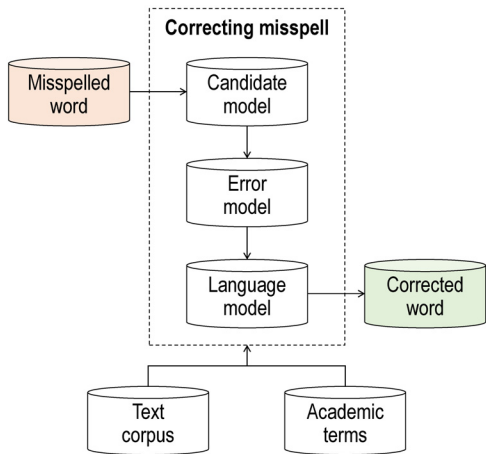 Correcting misspell
Misspelled
word
Candidate
model
Error
model
Language
model
Corrected
word
Text
corpus
Academic
terms